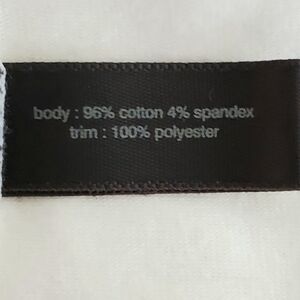 body : 96% cotton 4% spandex
trim : 100% polyester